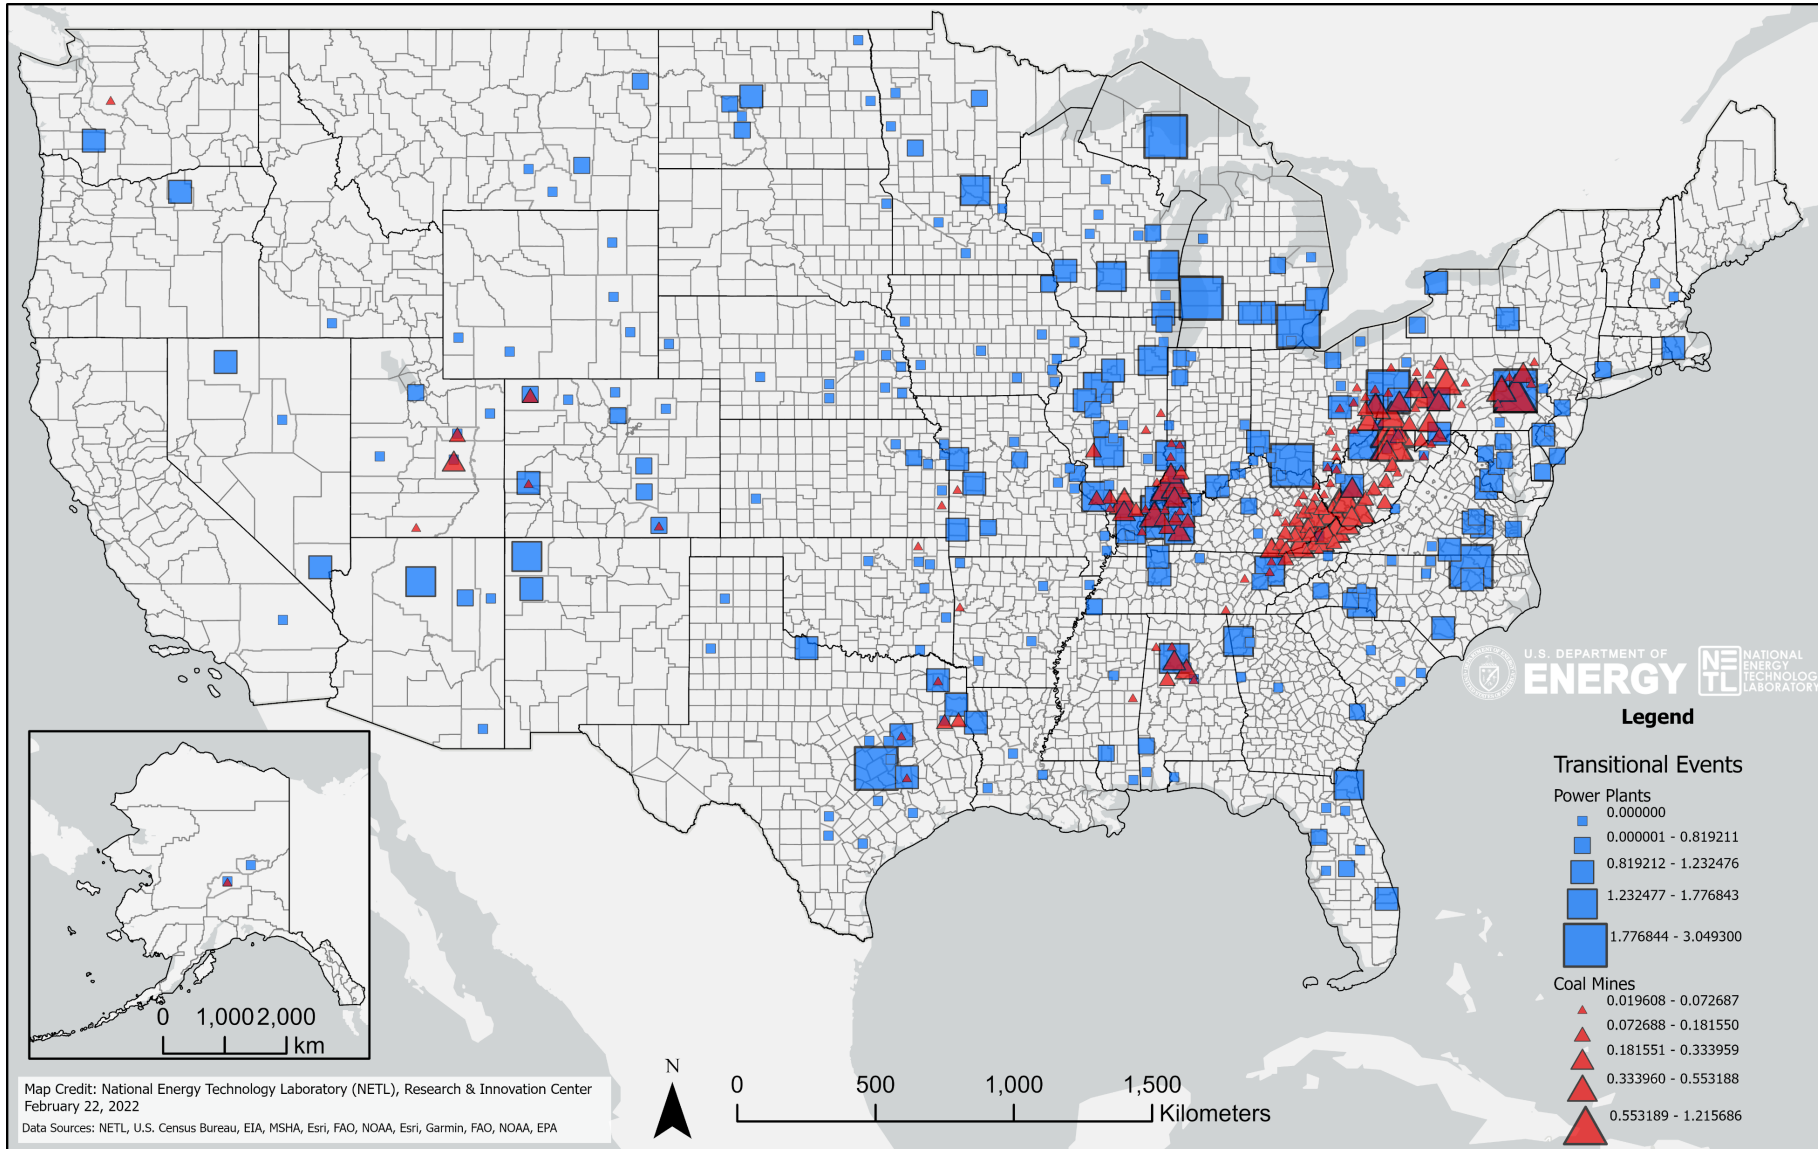 U.S. DEPARTMENT OF
ENERGY
NE
TL
NATIONAL
ENERGY
TECHNOLOGY
LABORATORY
Legend
Transitional Events
Power Plants
0.000000
0.000001 - 0.819211
0.819212 - 1.232476
1.232477 - 1.776843
1.776844 - 3.049300
Coal Mines
0.019608 - 0.072687
0.072688 - 0.181550
0.181551 - 0.333959
0.333960 - 0.553188
0.553189 - 1.215686
0 1,000 2,000
km
N
0 500 1,000 1,500
Kilometers
Map Credit: National Energy Technology Laboratory (NETL), Research & Innovation Center
February 22, 2022
Data Sources: NETL, U.S. Census Bureau, EIA, MSHA, Esri, FAO, NOAA, Esri, Garmin, FAO, NOAA, EPA